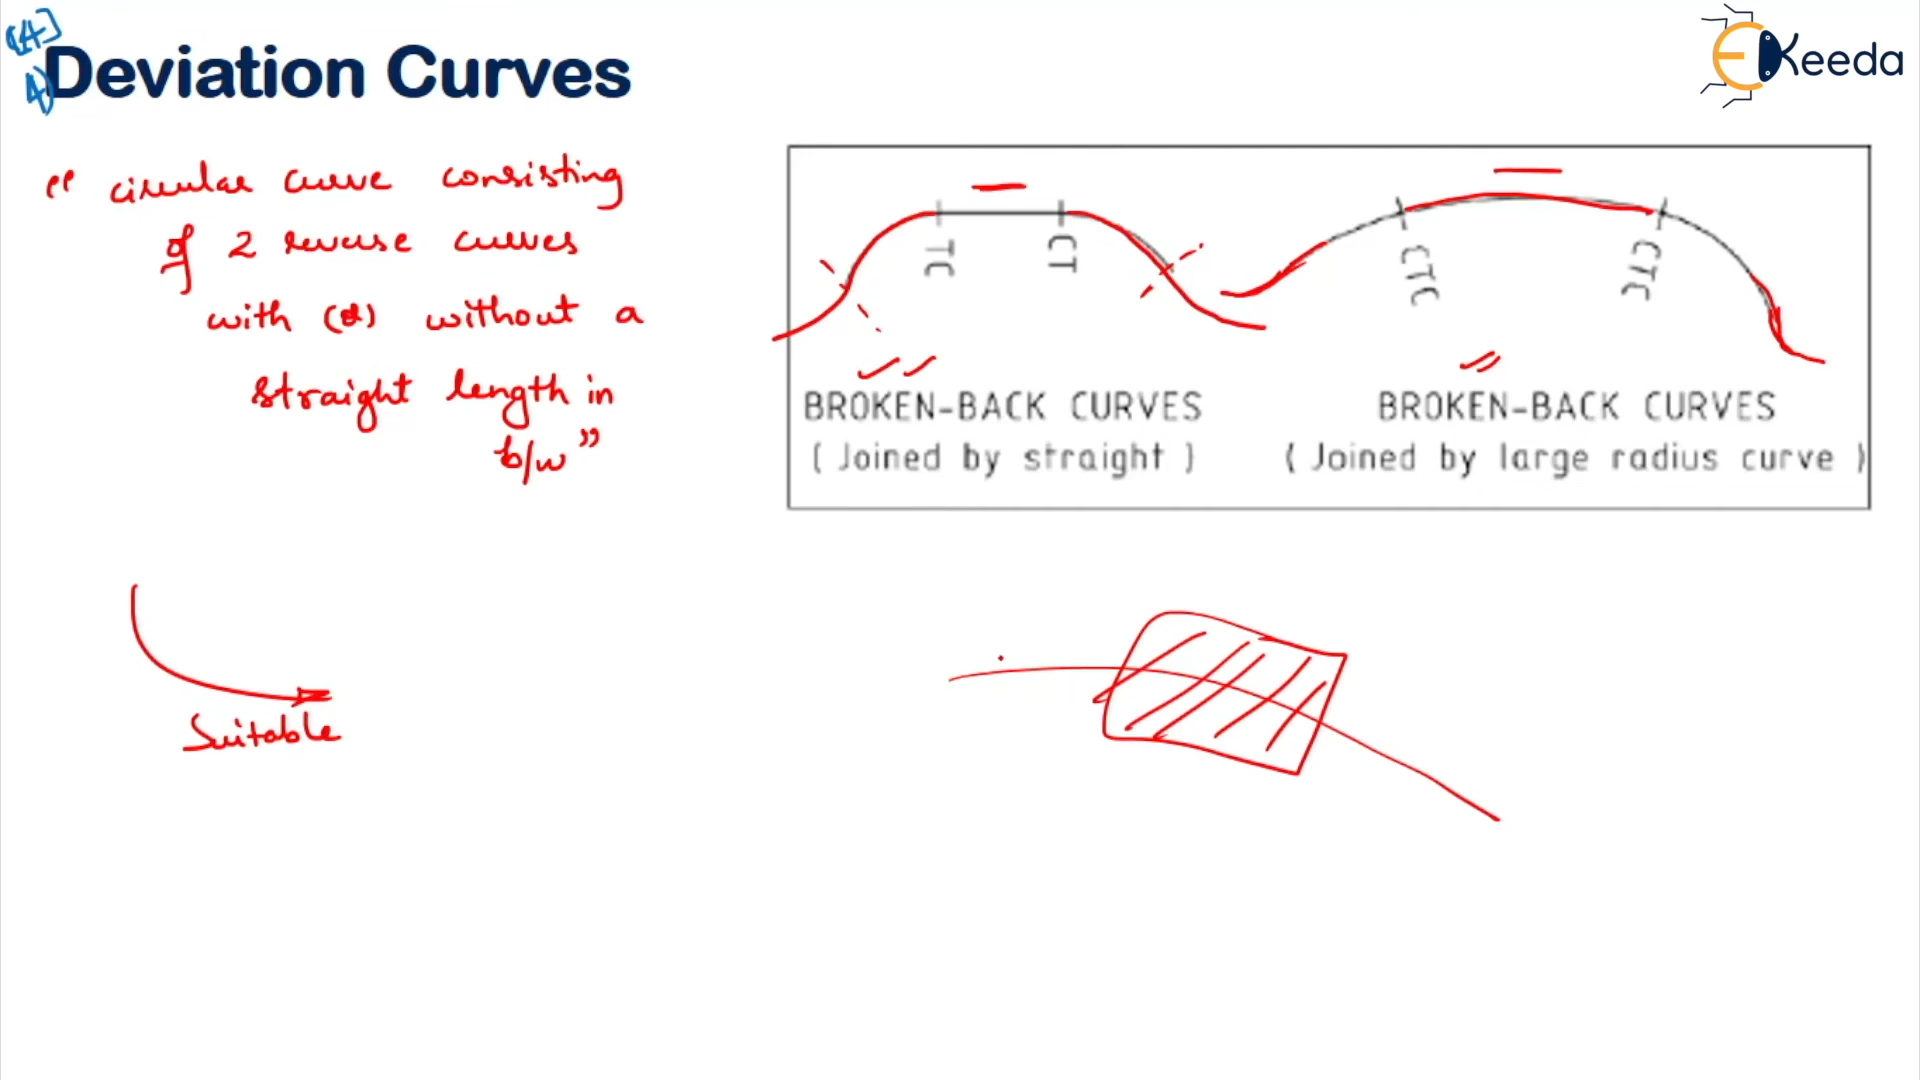 [A]
4)
Deviation Curves
EKeeda
" circular curve consisting
of 2 reverse curves
with (or) without a
straight length in
b/w "
TC
CT
CTC
CTC
BROKEN-BACK CURVES
( Joined by straight )
BROKEN-BACK CURVES
( Joined by large radius curve )
Suitable